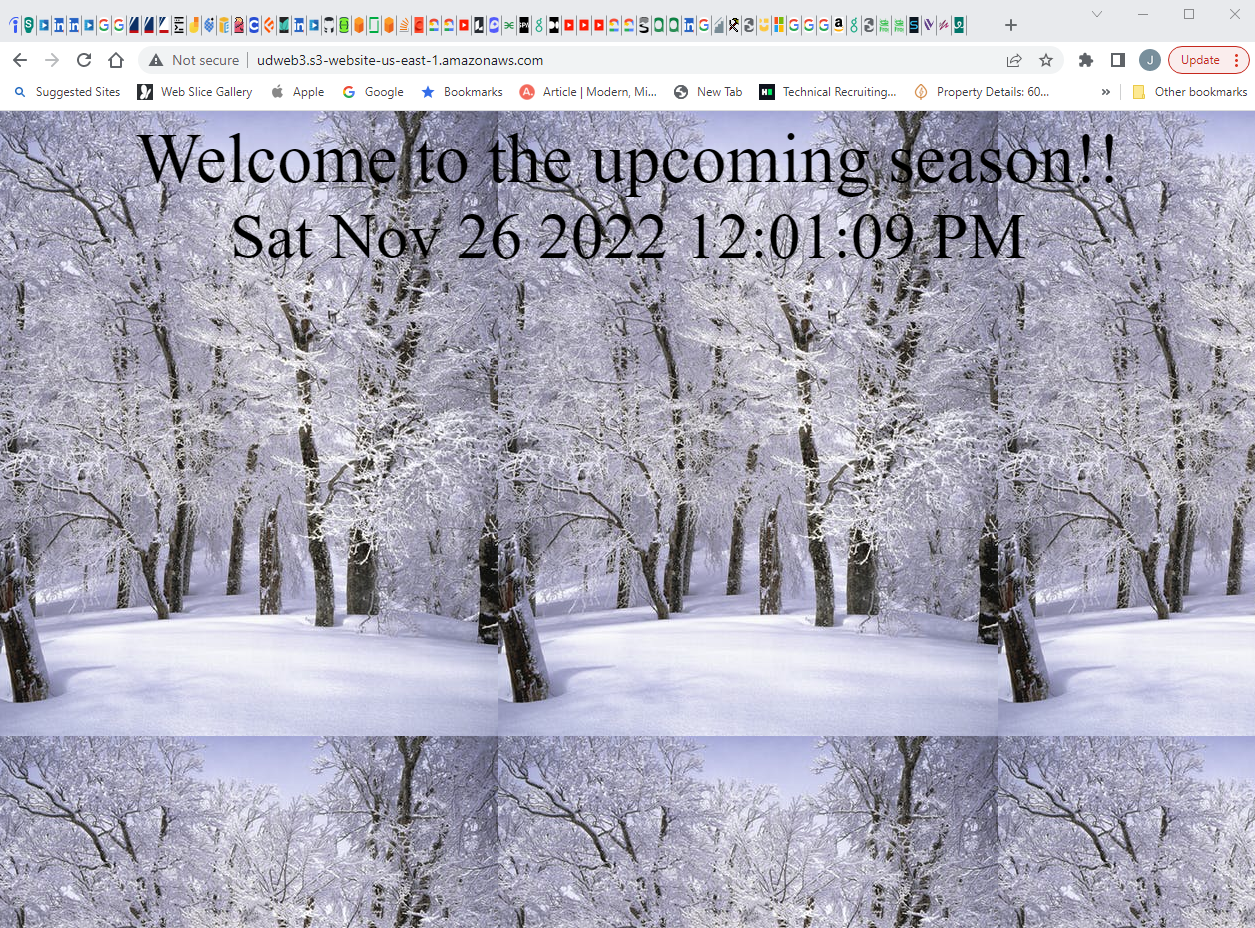 Not secure
udweb3.s3-website-us-east-1.amazonaws.com
J
Update
Suggested Sites
Web Slice Gallery
Apple
Google
Bookmarks
Article | Modern, Mi...
New Tab
Technical Recruiting...
Property Details: 60...
»
Other bookmarks
Welcome to the upcoming season!!
Sat Nov 26 2022 12:01:09 PM